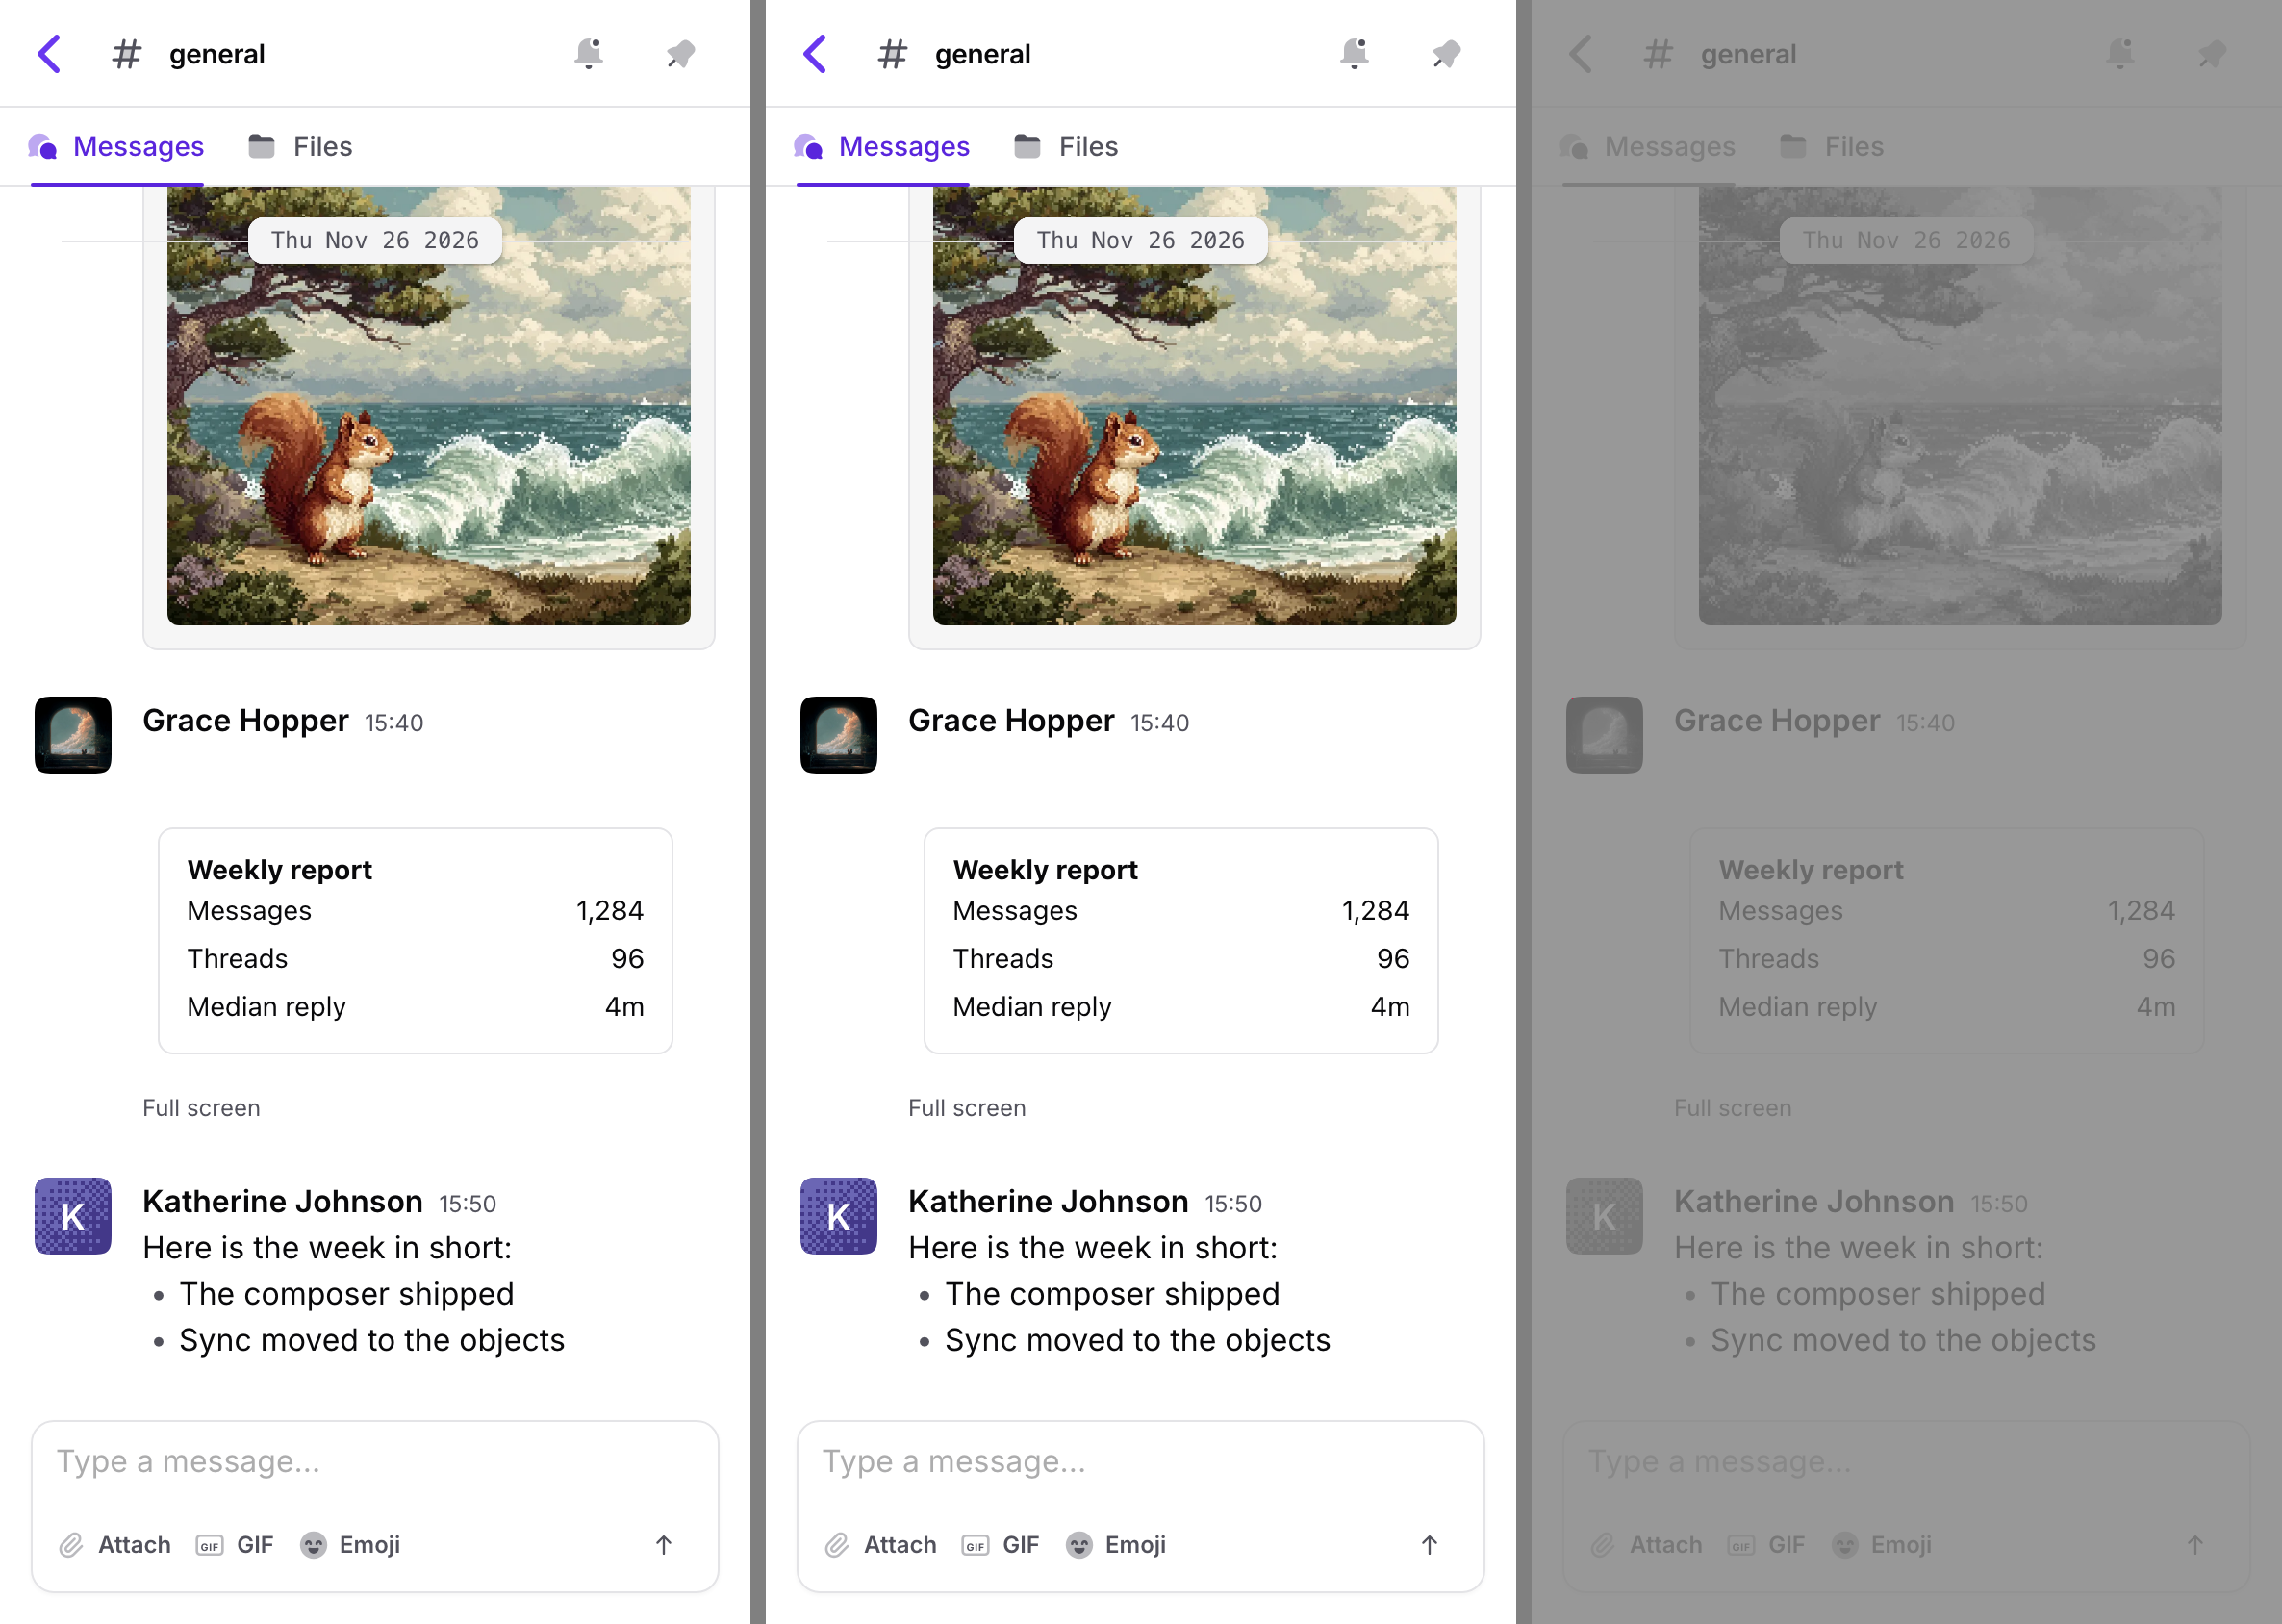 general
Messages Files
Thu Nov 26 2026
Grace Hopper 15:40
Weekly report
Messages 1,284
Threads 96
Median reply 4m
Full screen
K
Katherine Johnson 15:50
Here is the week in short:
• The composer shipped
• Sync moved to the objects
Type a message...
Attach GIF GIF Emoji
general
Messages Files
Thu Nov 26 2026
Grace Hopper 15:40
Weekly report
Messages 1,284
Threads 96
Median reply 4m
Full screen
K
Katherine Johnson 15:50
Here is the week in short:
• The composer shipped
• Sync moved to the objects
Type a message...
Attach GIF GIF Emoji
general
Messages Files
Thu Nov 26 2026
Grace Hopper 15:40
Weekly report
Messages 1,284
Threads 96
Median reply 4m
Full screen
K
Katherine Johnson 15:50
Here is the week in short:
• The composer shipped
• Sync moved to the objects
Type a message...
Attach GIF GIF Emoji